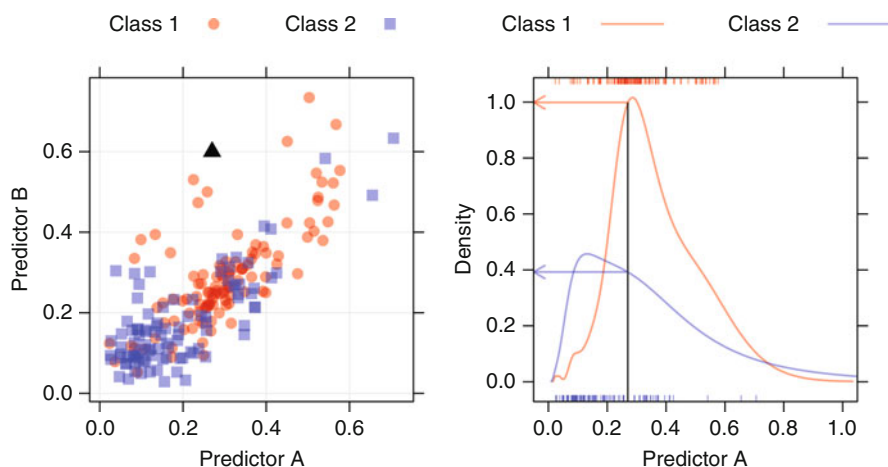 Class 1 Class 2
Predictor B
0.6
0.4
0.2
0.0
0.0 0.2 0.4 0.6
Predictor A
Class 1 Class 2
Density
1.0
0.8
0.6
0.4
0.2
0.0
0.0 0.2 0.4 0.6 0.8 1.0
Predictor A